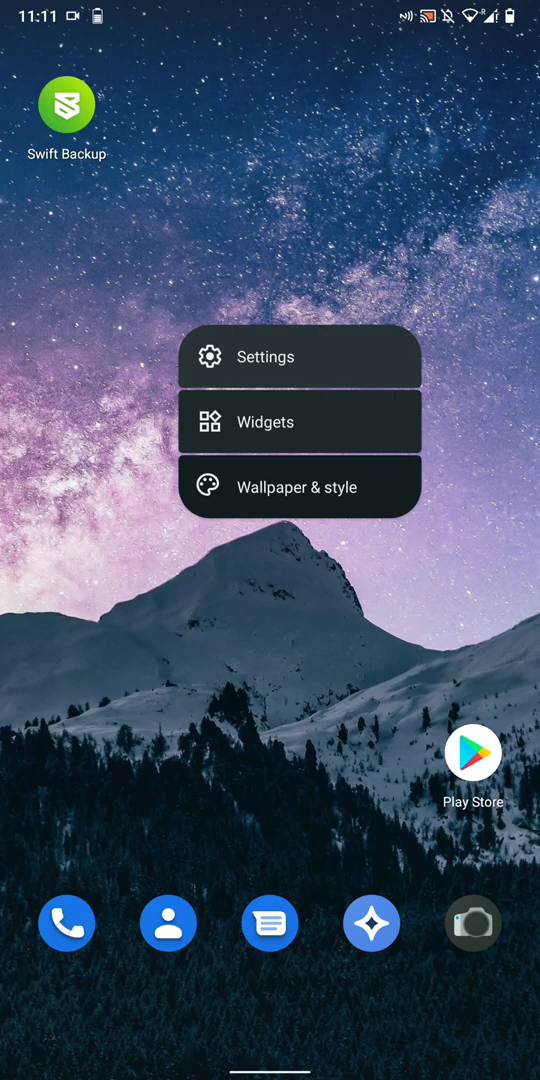 11:11
R
Swift Backup
Settings
Widgets
Wallpaper & style
Play Store